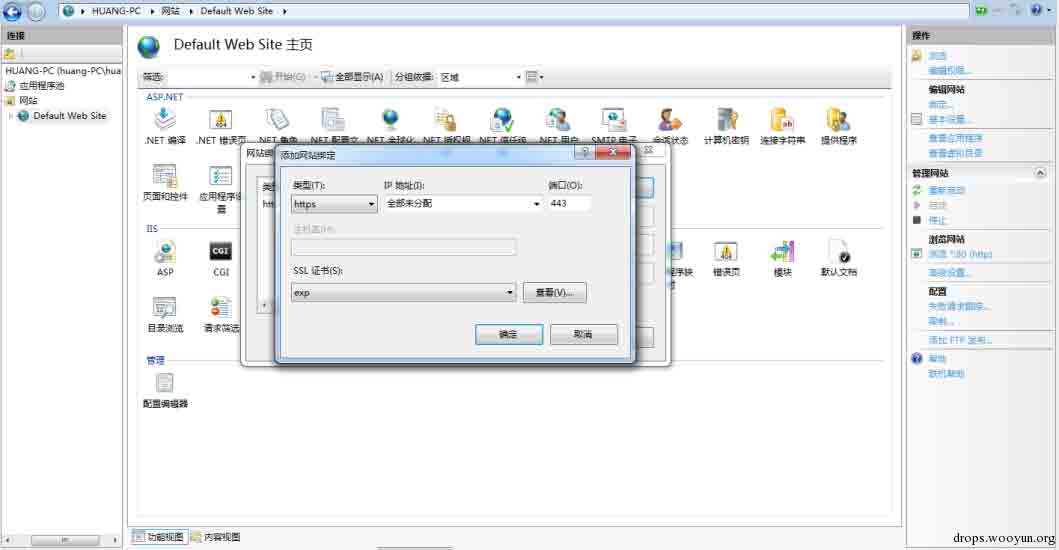 HUANG-PC ▸ 网站 ▸ Default Web Site ▸
连接
HUANG-PC (huang-PC\hua
应用程序池
网站
Default Web Site
Default Web Site 主页
筛选:
开始(G)
全部显示(A)
分组依据: 区域
ASP.NET
.NET 编译
.NET 错误页
.NET 角色
.NET 配置文
.NET 全球化
.NET 授权规
.NET 信任级
.NET 用户
SMTP 电子
会话状态
计算机密钥
连接字符串
提供程序
网站绑
添加网站绑定
页面和控件
应用程序设
置
类型
htt
类型(T):
IP 地址(I):
端口(O):
https
全部未分配
443
主机名(H):
SSL 证书(S):
exp
查看(V)...
确定
取消
IIS
ASP
CGI
程序映
射
错误页
模块
默认文档
目录浏览
请求筛选
管理
配置编辑器
功能视图
内容视图
操作
浏览
编辑权限...
编辑网站
绑定...
基本设置...
查看应用程序
查看虚拟目录
管理网站
重新启动
启动
停止
浏览网站
浏览 *:80 (http)
高级设置...
配置
失败请求跟踪...
限制...
添加 FTP 发布...
帮助
联机帮助
drops.wooyun.org